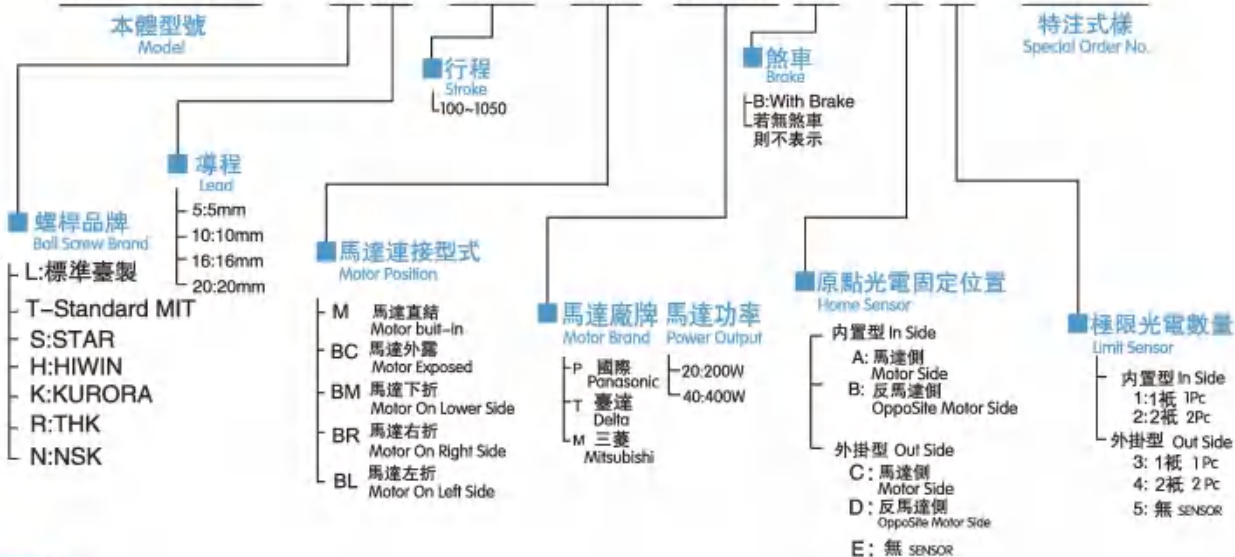 本體型號
Model
特注式樣
Special Order No.
行程
Stroke
100~1050
煞車
Brake
B:With Brake
若無煞車
則不表示
導程
Lead
5:5mm
10:10mm
16:16mm
20:20mm
螺桿品牌
Ball Screw Brand
L:標準臺製
T-Standard MIT
S:STAR
H:HIWIN
K:KURORA
R:THK
N:NSK
馬達連接型式
Motor Position
M 馬達直結
Motor buit-in
BC 馬達外露
Motor Exposed
BM 馬達下折
Motor On Lower Side
BR 馬達右折
Motor On Right Side
BL 馬達左折
Motor On Left Side
馬達廠牌
Motor Brand
P 國際
Panasonic
T 臺達
Delta
M 三菱
Mitsubishi
馬達功率
Power Output
20:200W
40:400W
原點光電固定位置
Home Sensor
內置型 In Side
A: 馬達側
Motor Side
B: 反馬達側
OppoSite Motor Side
外掛型 Out Side
C: 馬達側
Motor Side
D: 反馬達側
OppoSite Motor Side
E: 無 SENSOR
極限光電數量
Limit Sensor
內置型 In Side
1:1衹 1Pc
2:2衹 2Pc
外掛型 Out Side
3: 1衹 1 Pc
4: 2衹 2 Pc
5: 無 SENSOR